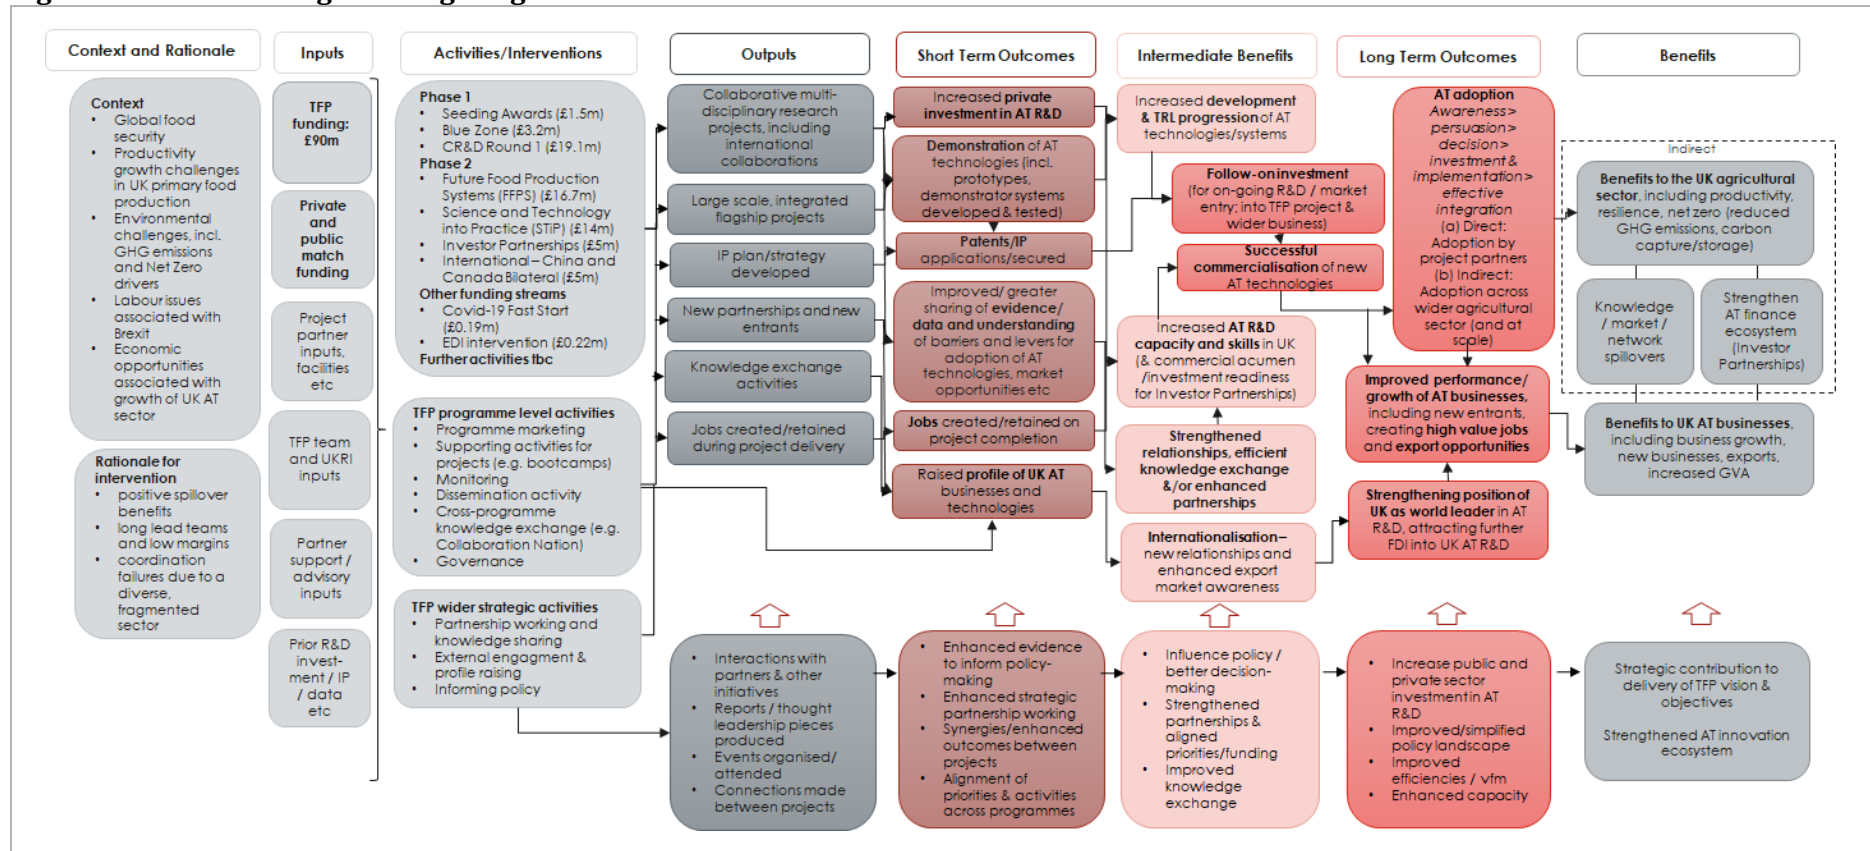 Context and Rationale
Inputs
Activities/Interventions
Outputs
Short Term Outcomes
Intermediate Benefits
Long Term Outcomes
Benefits
Context
• Global food
security
• Productivity
growth challenges
in UK primary food
production
• Environmental
challenges, incl.
GHG emissions
and Net Zero
drivers
• Labour issues
associated with
Brexit
• Economic
opportunities
associated with
growth of UK AT
sector
Rationale for
intervention
• positive spillover
benefits
• long lead teams
and low margins
• coordination
failures due to a
diverse,
fragmented
sector
TFP
funding:
£90m
Private
and
public
match
funding
Project
partner
inputs,
facilities
etc
TFP team
and UKRI
inputs
Partner
support /
advisory
inputs
Prior R&D
invest-
ment / IP
/ data
etc
Phase 1
• Seeding Awards (£1.5m)
• Blue Zone (£3.2m)
• CR&D Round 1 (£19.1m)
Phase 2
• Future Food Production
Systems (FFPS) (£16.7m)
• Science and Technology
into Practice (STiP) (£14m)
• Investor Partnerships (£5m)
• International – China and
Canada Bilateral (£5m)
Other funding streams
• Covid-19 Fast Start
(£0.19m)
• EDI intervention (£0.22m)
Further activities tbc
TFP programme level activities
• Programme marketing
• Supporting activities for
projects (e.g. bootcamps)
• Monitoring
• Dissemination activity
• Cross-programme
knowledge exchange (e.g.
Collaboration Nation)
• Governance
TFP wider strategic activities
• Partnership working and
knowledge sharing
• External engagment &
profile raising
• Informing policy
Collaborative multi-
disciplinary research
projects, including
international
collaborations
Large scale, integrated
flagship projects
IP plan/strategy
developed
New partnerships and new
entrants
Knowledge exchange
activities
Jobs created/retained
during project delivery
• Interactions with
partners & other
initiatives
• Reports / thought
leadership pieces
produced
• Events organised/
attended
• Connections made
between projects
Increased private
investment in AT R&D
Demonstration of AT
technologies (incl.
prototypes,
demonstrator systems
developed & tested)
Patents/IP
applications/secured
Improved/ greater
sharing of evidence/
data and understanding
of barriers and levers for
adoption of AT
technologies, market
opportunities etc
Jobs created/retained on
project completion
Raised profile of UK AT
businesses and
technologies
• Enhanced evidence
to inform policy-
making
• Enhanced strategic
partnership working
• Synergies/enhanced
outcomes between
projects
• Alignment of
priorities & activities
across programmes
Increased development
& TRL progression of AT
technologies/systems
Follow-on investment
(for on-going R&D / market
entry; into TFP project &
wider business)
Successful
commercialisation of new
AT technologies
Increased AT R&D
capacity and skills in UK
(& commercial acumen
/investment readiness
for Investor Partnerships)
Strengthened
relationships, efficient
knowledge exchange
&/or enhanced
partnerships
Internationalisation –
new relationships and
enhanced export
market awareness
• Influence policy /
better decision-
making
• Strengthened
partnerships &
aligned
priorities/funding
• Improved
knowledge
exchange
AT adoption
Awareness>
persuasion>
decision>
investment &
implementation>
effective
integration
(a) Direct:
Adoption by
project partners
(b) Indirect:
Adoption across
wider agricultural
sector (and at
scale)
Improved performance/
growth of AT businesses,
including new entrants,
creating high value jobs
and export opportunities
Strengthening position of
UK as world leader in AT
R&D, attracting further
FDI into UK AT R&D
• Increase public and
private sector
investment in AT
R&D
• Improved/simplified
policy landscape
• Improved
efficiencies / vfm
• Enhanced capacity
Indirect
Benefits to the UK agricultural
sector, including productivity,
resilience, net zero (reduced
GHG emissions, carbon
capture/storage)
Knowledge
/ market /
network
spillovers
Strengthen
AT finance
ecosystem
(Investor
Partnerships)
Benefits to UK AT businesses,
including business growth,
new businesses, exports,
increased GVA
Strategic contribution to
delivery of TFP vision &
objectives
Strengthened AT innovation
ecosystem